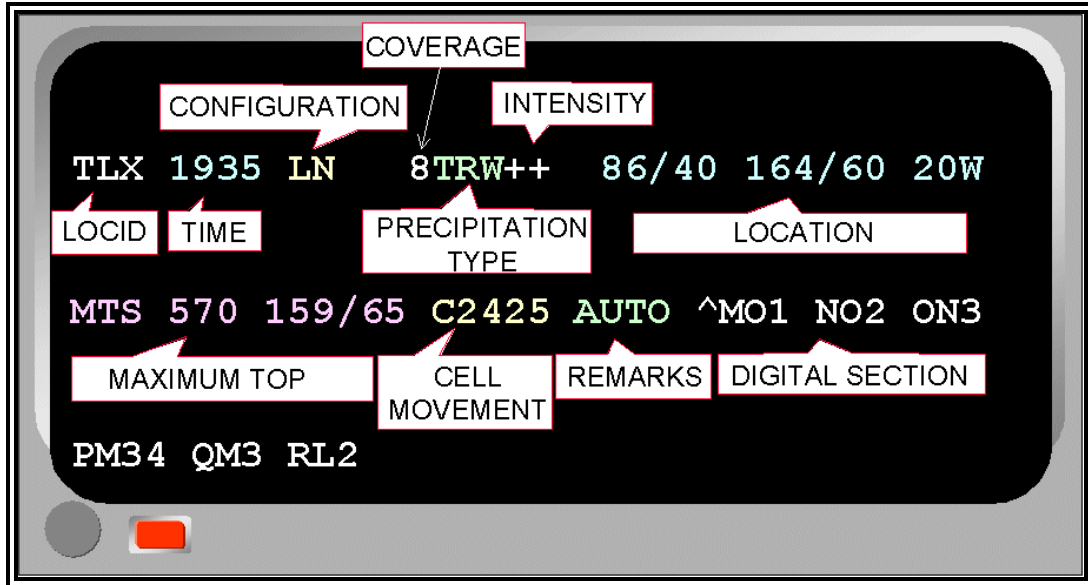 COVERAGE
CONFIGURATION INTENSITY
TLX 1935 LN 8TRW++ 86/40 164/60 20W
LOCID TIME PRECIPITATION TYPE LOCATION
MTS 570 159/65 C2425 AUTO ^MO1 NO2 ON3
MAXIMUM TOP CELL MOVEMENT REMARKS DIGITAL SECTION
PM34 QM3 RL2